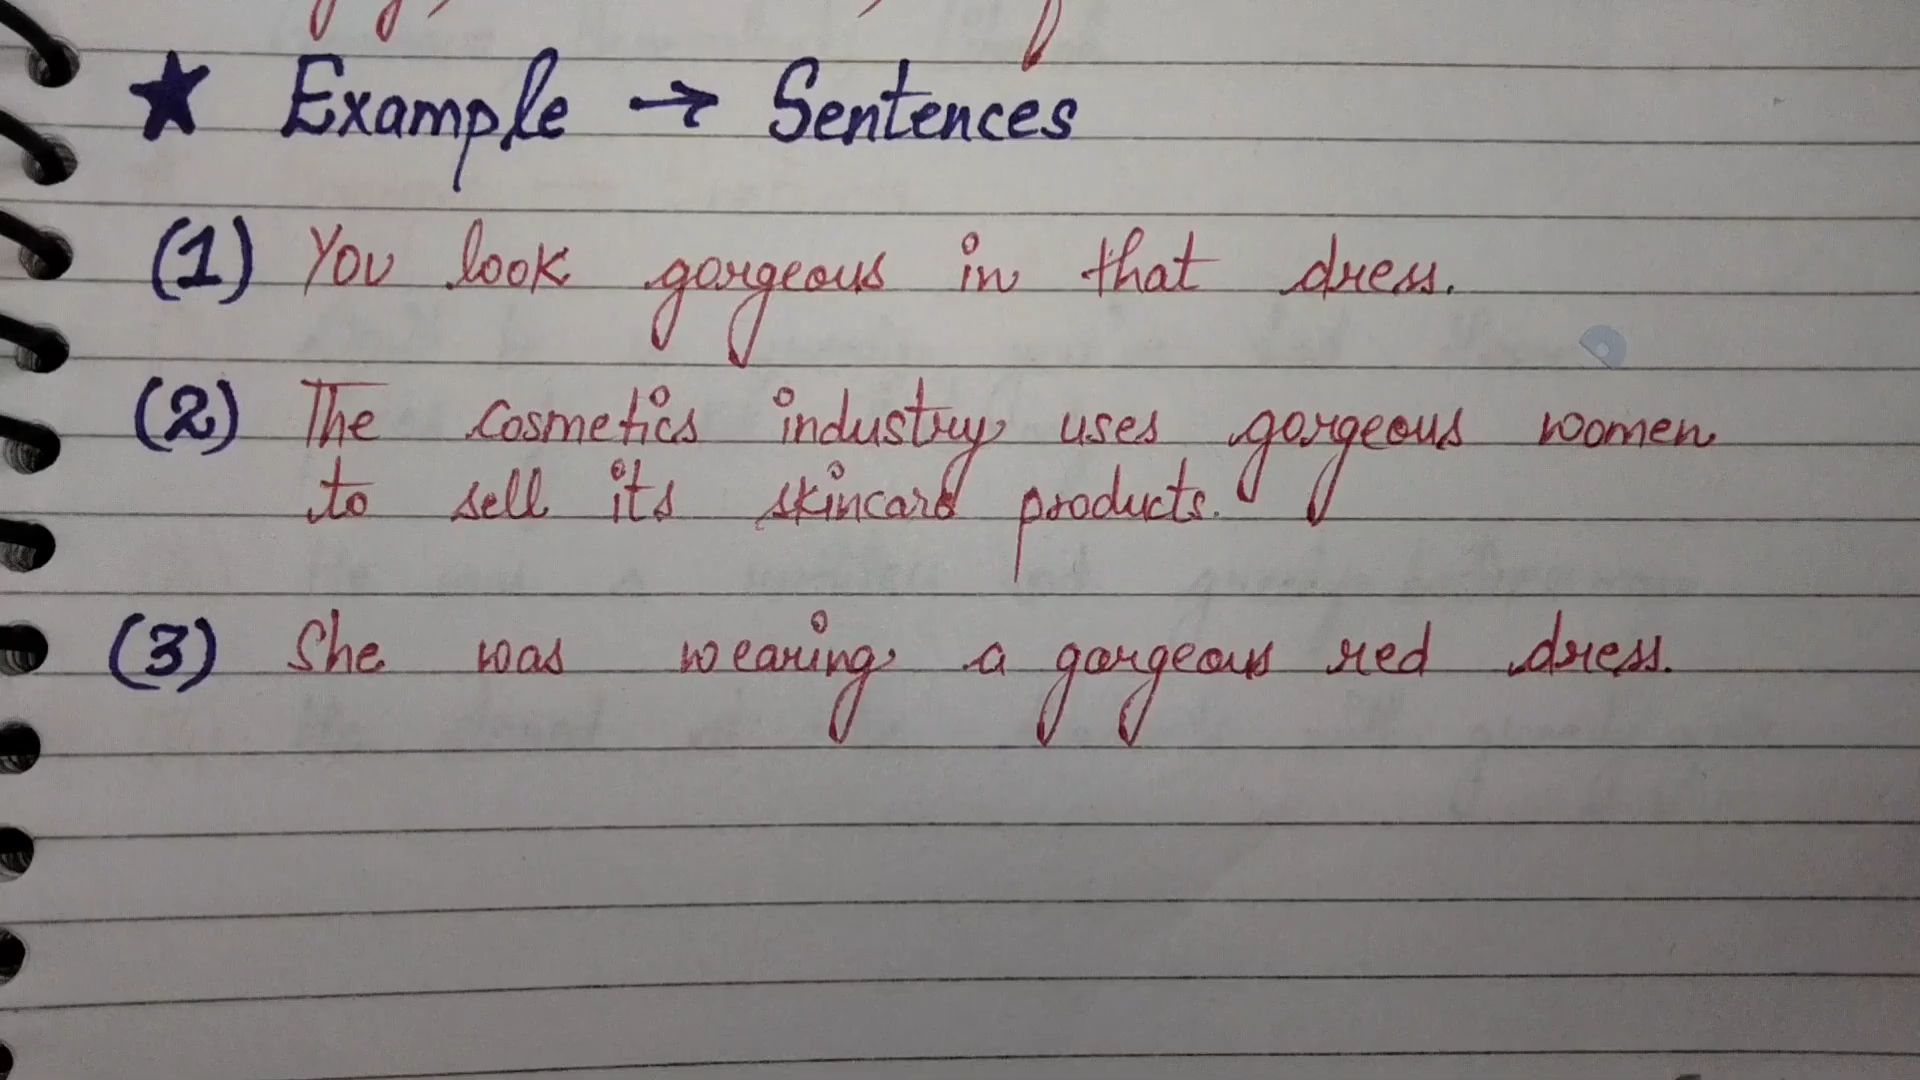 ★ Example → Sentences
(1) You look gorgeous in that dress.
(2) The cosmetics industry uses gorgeous women
to sell its skincare products.
(3) She was wearing a gorgeous red dress.